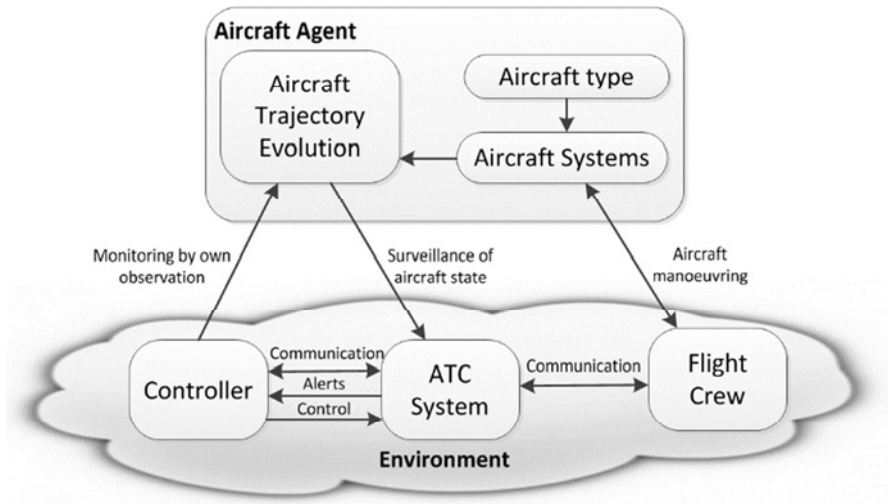 Aircraft Agent
Aircraft
Trajectory
Evolution
Aircraft type
Aircraft Systems
Monitoring by own
observation
Surveillance of
aircraft state
Aircraft
manoeuvring
Controller
Communication
Alerts
Control
ATC
System
Communication
Flight
Crew
Environment